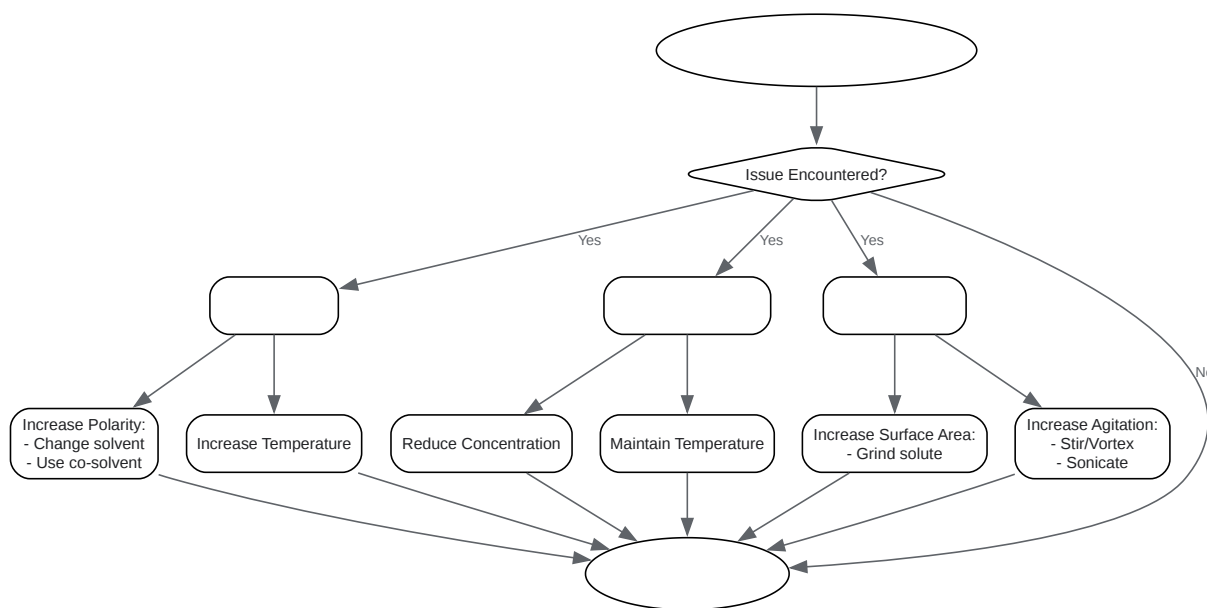 Issue Encountered?
Yes
Yes
Yes
No
Increase Polarity:
- Change solvent
- Use co-solvent
Increase Temperature
Reduce Concentration
Maintain Temperature
Increase Surface Area:
- Grind solute
Increase Agitation:
- Stir/Vortex
- Sonicate